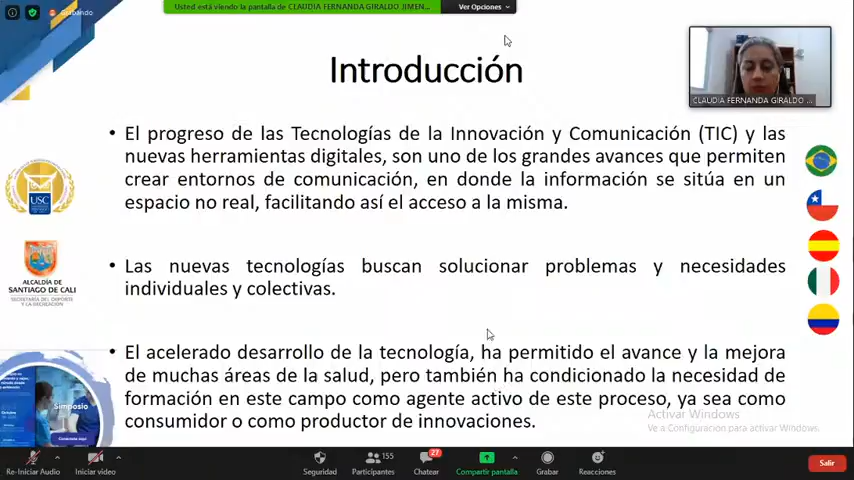 Grabando
Usted está viendo la pantalla de CLAUDIA FERNANDA GIRALDO JIMEN...
Ver Opciones
Introducción
CLAUDIA FERNANDA GIRALDO ...
• El progreso de las Tecnologías de la Innovación y Comunicación (TIC) y las
nuevas herramientas digitales, son uno de los grandes avances que permiten
crear entornos de comunicación, en donde la información se sitúa en un
espacio no real, facilitando así el acceso a la misma.
USC
• Las nuevas tecnologías buscan solucionar problemas y necesidades
individuales y colectivas.
ALCALDÍA DE
SANTIAGO DE CALI
SECRETARÍA DEL DEPORTE
Y LA RECREACIÓN
• El acelerado desarrollo de la tecnología, ha permitido el avance y la mejora
de muchas áreas de la salud, pero también ha condicionado la necesidad de
formación en este campo como agente activo de este proceso, ya sea como
consumidor o como productor de innovaciones.
Simposio
Activar Windows
Ve a Configuración para activar Windows.
Re-Iniciar Audio
Iniciar video
Seguridad
Participantes
155
Chatear
27
Compartir pantalla
Grabar
Reacciones
Salir